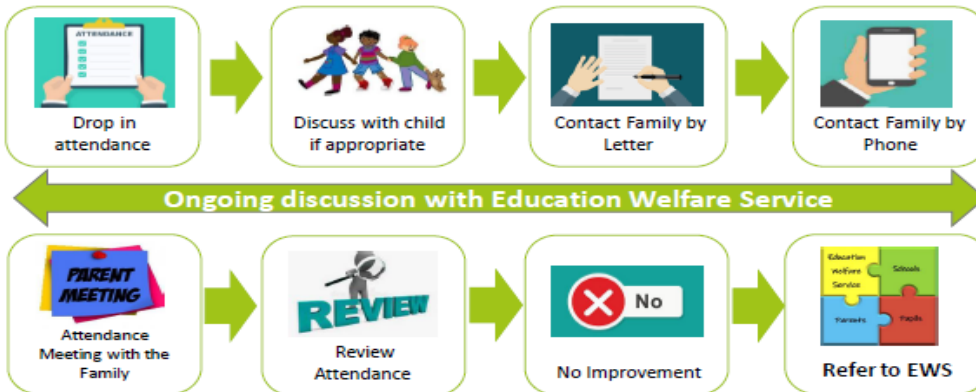 ATTENDANCE
Drop in
attendance
Discuss with child
if appropriate
Contact Family by
Letter
Contact Family by
Phone
Ongoing discussion with Education Welfare Service
PARENT
MEETING
Attendance
Meeting with the
Family
REVIEW
Review
Attendance
No
No Improvement
Education
Welfare
Service
Schools
Parents
Pupils
Refer to EWS